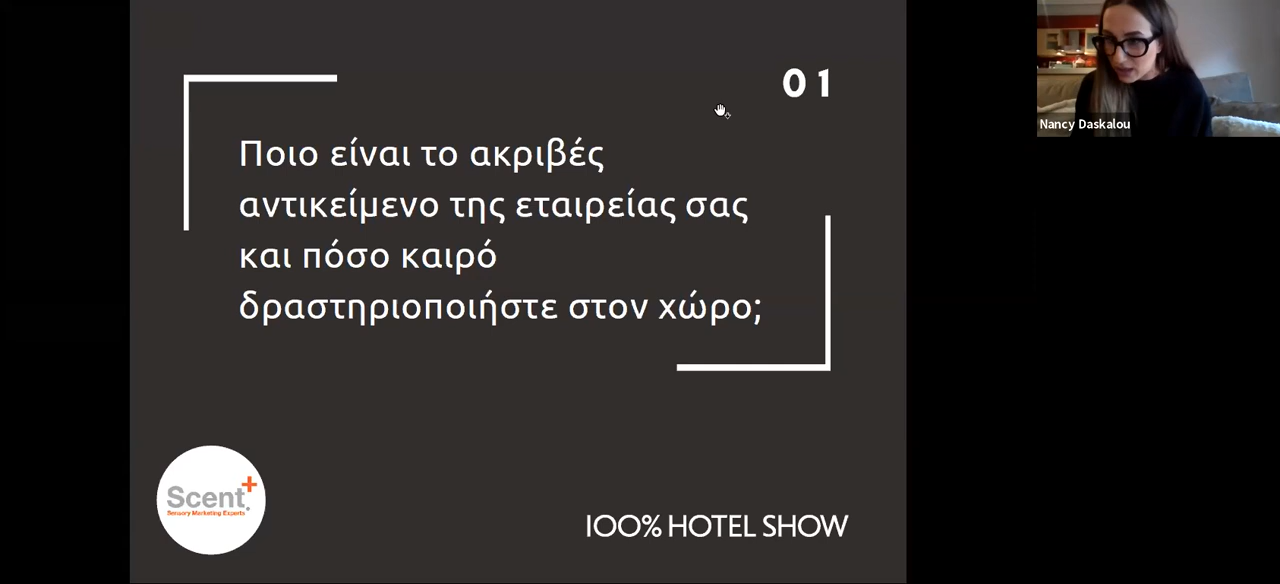 01
Ποιο είναι το ακριβές
αντικείμενο της εταιρείας σας
και πόσο καιρό
δραστηριοποιήστε στον χώρο;
Scent+
Sensory Marketing Experts
100% HOTEL SHOW
Nancy Daskalou